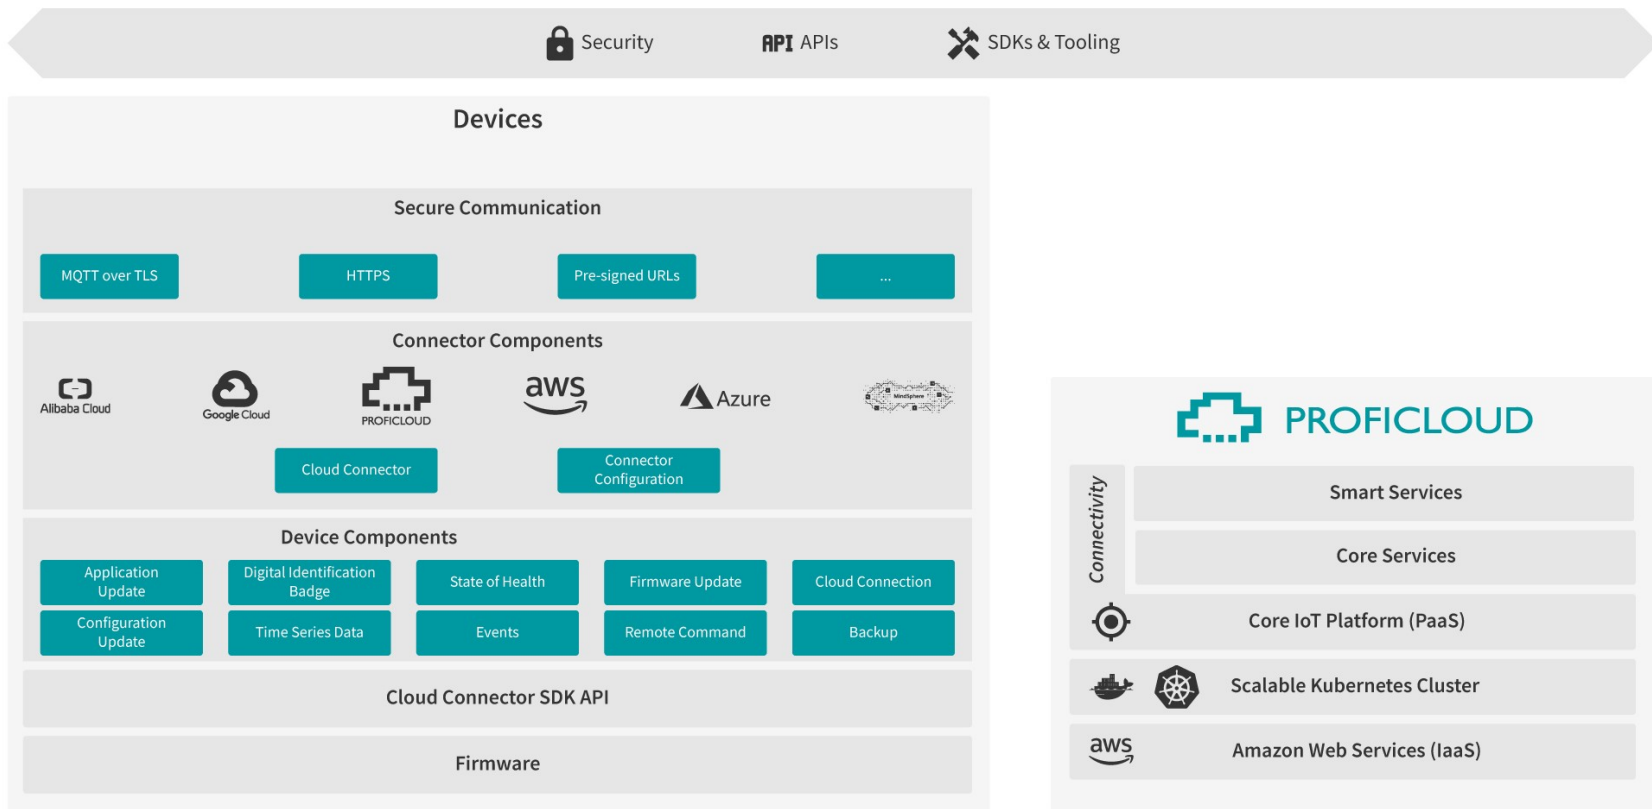 Security
API APIs
SDKs & Tooling
Devices
Secure Communication
MQTT over TLS
HTTPS
Pre-signed URLs
...
Connector Components
Alibaba Cloud
Google Cloud
PROFICLOUD
aws
Azure
MindSphere
Cloud Connector
Connector
Configuration
Device Components
Application
Update
Digital Identification
Badge
State of Health
Firmware Update
Cloud Connection
Configuration
Update
Time Series Data
Events
Remote Command
Backup
Cloud Connector SDK API
Firmware
PROFICLOUD
Connectivity
Smart Services
Core Services
Core IoT Platform (PaaS)
Scalable Kubernetes Cluster
aws
Amazon Web Services (IaaS)